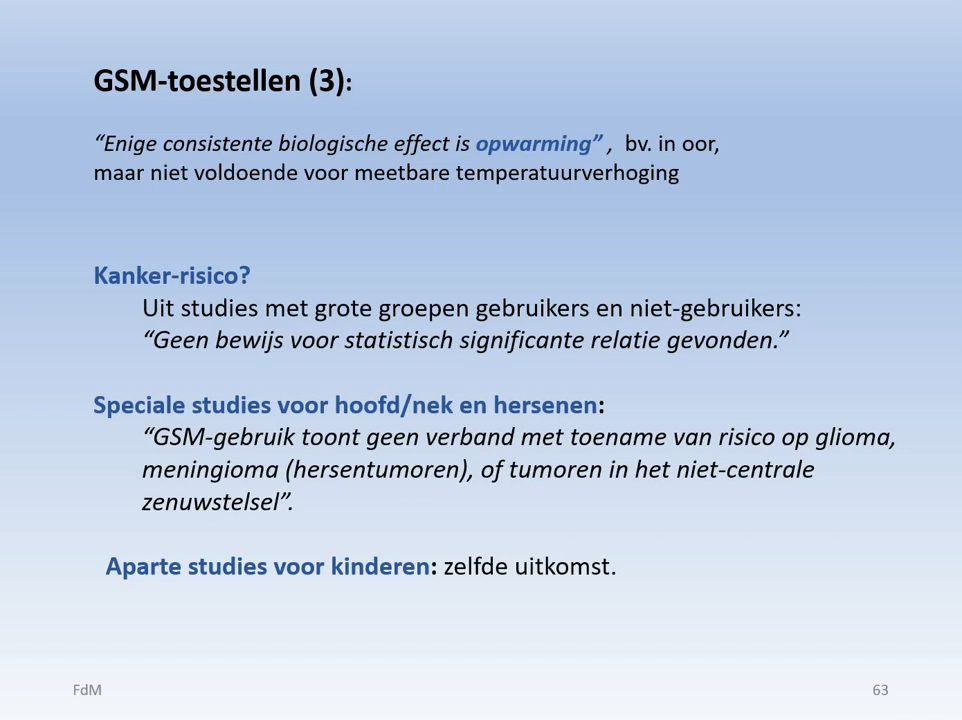 GSM-toestellen (3):
“Enige consistente biologische effect is opwarming” , bv. in oor,
maar niet voldoende voor meetbare temperatuurverhoging
Kanker-risico?
Uit studies met grote groepen gebruikers en niet-gebruikers:
“Geen bewijs voor statistisch significante relatie gevonden.”
Speciale studies voor hoofd/nek en hersenen:
“GSM-gebruik toont geen verband met toename van risico op glioma,
meningioma (hersentumoren), of tumoren in het niet-centrale
zenuwstelsel”.
Aparte studies voor kinderen: zelfde uitkomst.
FdM
63